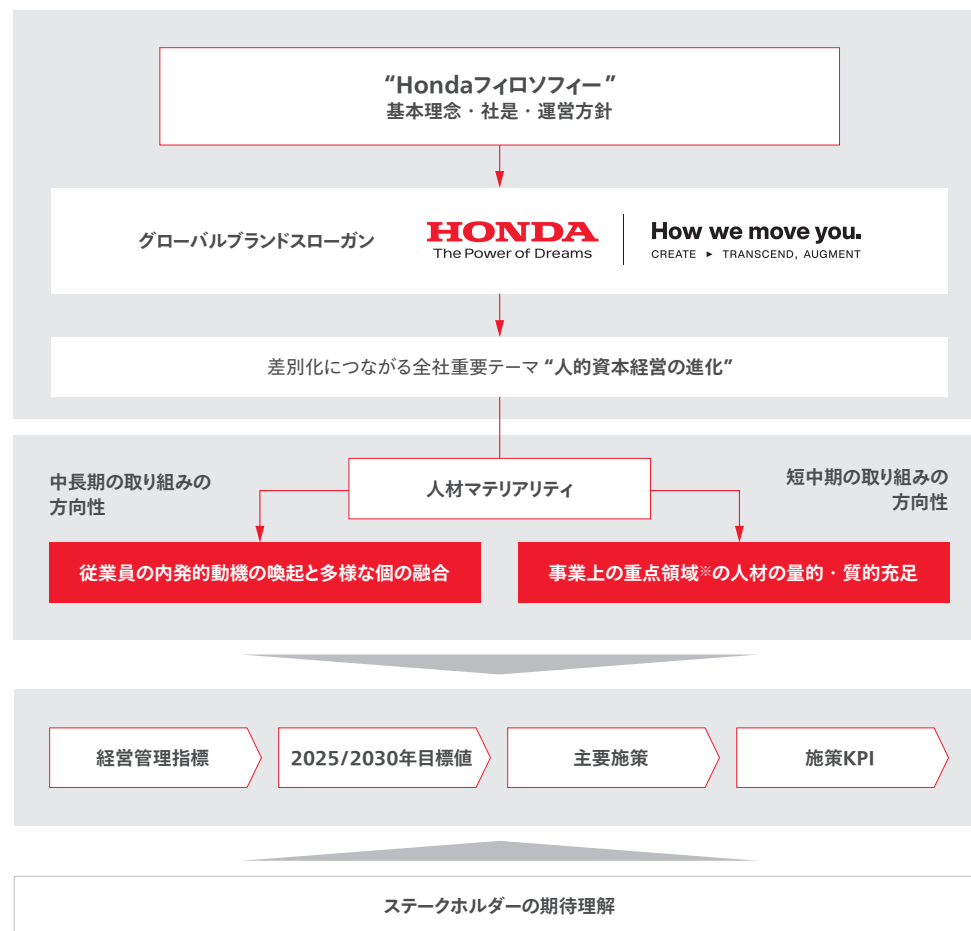 “Hondaフィロソフィー”
基本理念・社是・運営方針
グローバルブランドスローガン
HONDA
The Power of Dreams
How we move you.
CREATE ► TRANSCEND, AUGMENT
差別化につながる全社重要テーマ “人的資本経営の進化”
中長期の取り組みの
方向性
人材マテリアリティ
短中期の取り組みの
方向性
従業員の内発的動機の喚起と多様な個の融合
事業上の重点領域※の人材の量的・質的充足
経営管理指標
2025/2030年目標値
主要施策
施策KPI
ステークホルダーの期待理解